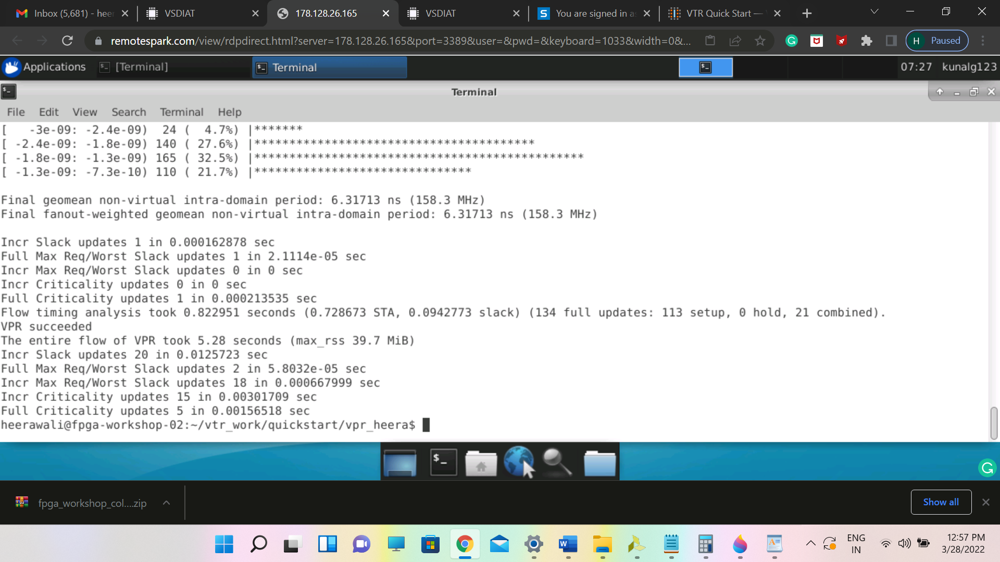 Inbox (5,681) - heer
VSDIAT
178.128.26.165
VSDIAT
You are signed in as
VTR Quick Start —
remotespark.com/view/rdpdirect.html?server=178.128.26.165&port=3389&user=&pwd=&keyboard=1033&width=0&...
H Paused
Applications
[Terminal]
Terminal
07:27 kunalg123
Terminal
File Edit View Search Terminal Help
[   -3e-09: -2.4e-09)  24 (  4.7%) |*******
[ -2.4e-09: -1.8e-09) 140 ( 27.6%) |****************************************
[ -1.8e-09: -1.3e-09) 165 ( 32.5%) |***********************************************
[ -1.3e-09: -7.3e-10) 110 ( 21.7%) |*******************************
Final geomean non-virtual intra-domain period: 6.31713 ns (158.3 MHz)
Final fanout-weighted geomean non-virtual intra-domain period: 6.31713 ns (158.3 MHz)
Incr Slack updates 1 in 0.000162878 sec
Full Max Req/Worst Slack updates 1 in 2.1114e-05 sec
Incr Max Req/Worst Slack updates 0 in 0 sec
Incr Criticality updates 0 in 0 sec
Full Criticality updates 1 in 0.000213535 sec
Flow timing analysis took 0.822951 seconds (0.728673 STA, 0.0942773 slack) (134 full updates: 113 setup, 0 hold, 21 combined).
VPR succeeded
The entire flow of VPR took 5.28 seconds (max_rss 39.7 MiB)
Incr Slack updates 20 in 0.0125723 sec
Full Max Req/Worst Slack updates 2 in 5.8032e-05 sec
Incr Max Req/Worst Slack updates 18 in 0.000667999 sec
Incr Criticality updates 15 in 0.00301709 sec
Full Criticality updates 5 in 0.00156518 sec
heerawali@fpga-workshop-02:~/vtr_work/quickstart/vpr_heera$
fpga_workshop_col....zip
Show all
ENG
IN
12:57 PM
3/28/2022